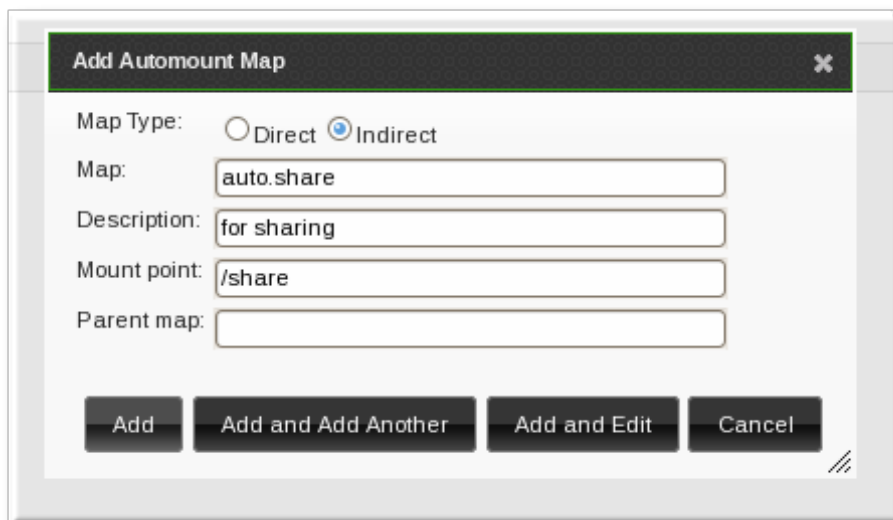 Add Automount Map
Map Type: Direct Indirect
Map: auto.share
Description: for sharing
Mount point: /share
Parent map:
Add Add and Add Another Add and Edit Cancel